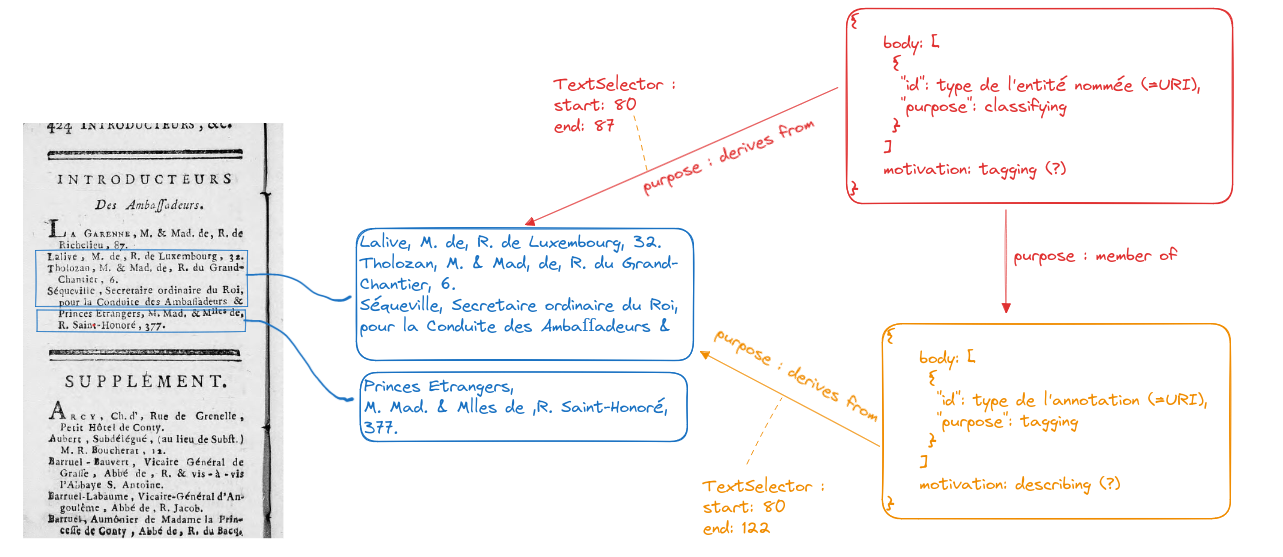 424 INTRODUCTEURS, &c.
INTRODUCTEURS
Des Ambaſſadeurs.
LA GARENNE, M. & Mad. de, R. de
Richelieu, 87.
Lalive, M. de, R. de Luxembourg, 32.
Tholozan, M. & Mad, de, R. du Grand-
Chantier, 6.
Séqueville, Secretaire ordinaire du Roi,
pour la Conduite des Ambaſſadeurs &
Princes Etrangers, M. Mad. & Mlles de,
R. Saint-Honoré, 377.
SUPPLÉMENT.
ARCY, Ch. d', Rue de Grenelle,
Petit Hôtel de Conty.
Aubert, Subdélégué, (au lieu de Subſt.)
M. R. Boucherat, 12.
Barruel-Bauvert, Vicaire Général de
Graſſe, Abbé de, R. & vis-à-vis
l'Abbaye S. Antoine.
Barruel-Labaume, Vicaire-Général d'An-
goulême, Abbé de, R. Jacob.
Barruel, Aumônier de Madame la Prin-
ceſſe de Conty, Abbé de, R. du Bacq.
Lalive, M. de, R. de Luxembourg, 32.
Tholozan, M. & Mad, de, R. du Grand-
Chantier, 6.
Séqueville, Secretaire ordinaire du Roi,
pour la Conduite des Ambaſſadeurs &
Princes Etrangers,
M. Mad. & Mlles de ,R. Saint-Honoré,
377.
TextSelector :
start: 80
end: 87
purpose : derives from
{
body: [
{
"id": type de l'entité nommée (=URI),
"purpose": classifying
}
]
motivation: tagging (?)
}
purpose : member of
{
body: [
{
"id": type de l'annotation (=URI),
"purpose": tagging
}
]
motivation: describing (?)
}
purpose : derives from
TextSelector :
start: 80
end: 122